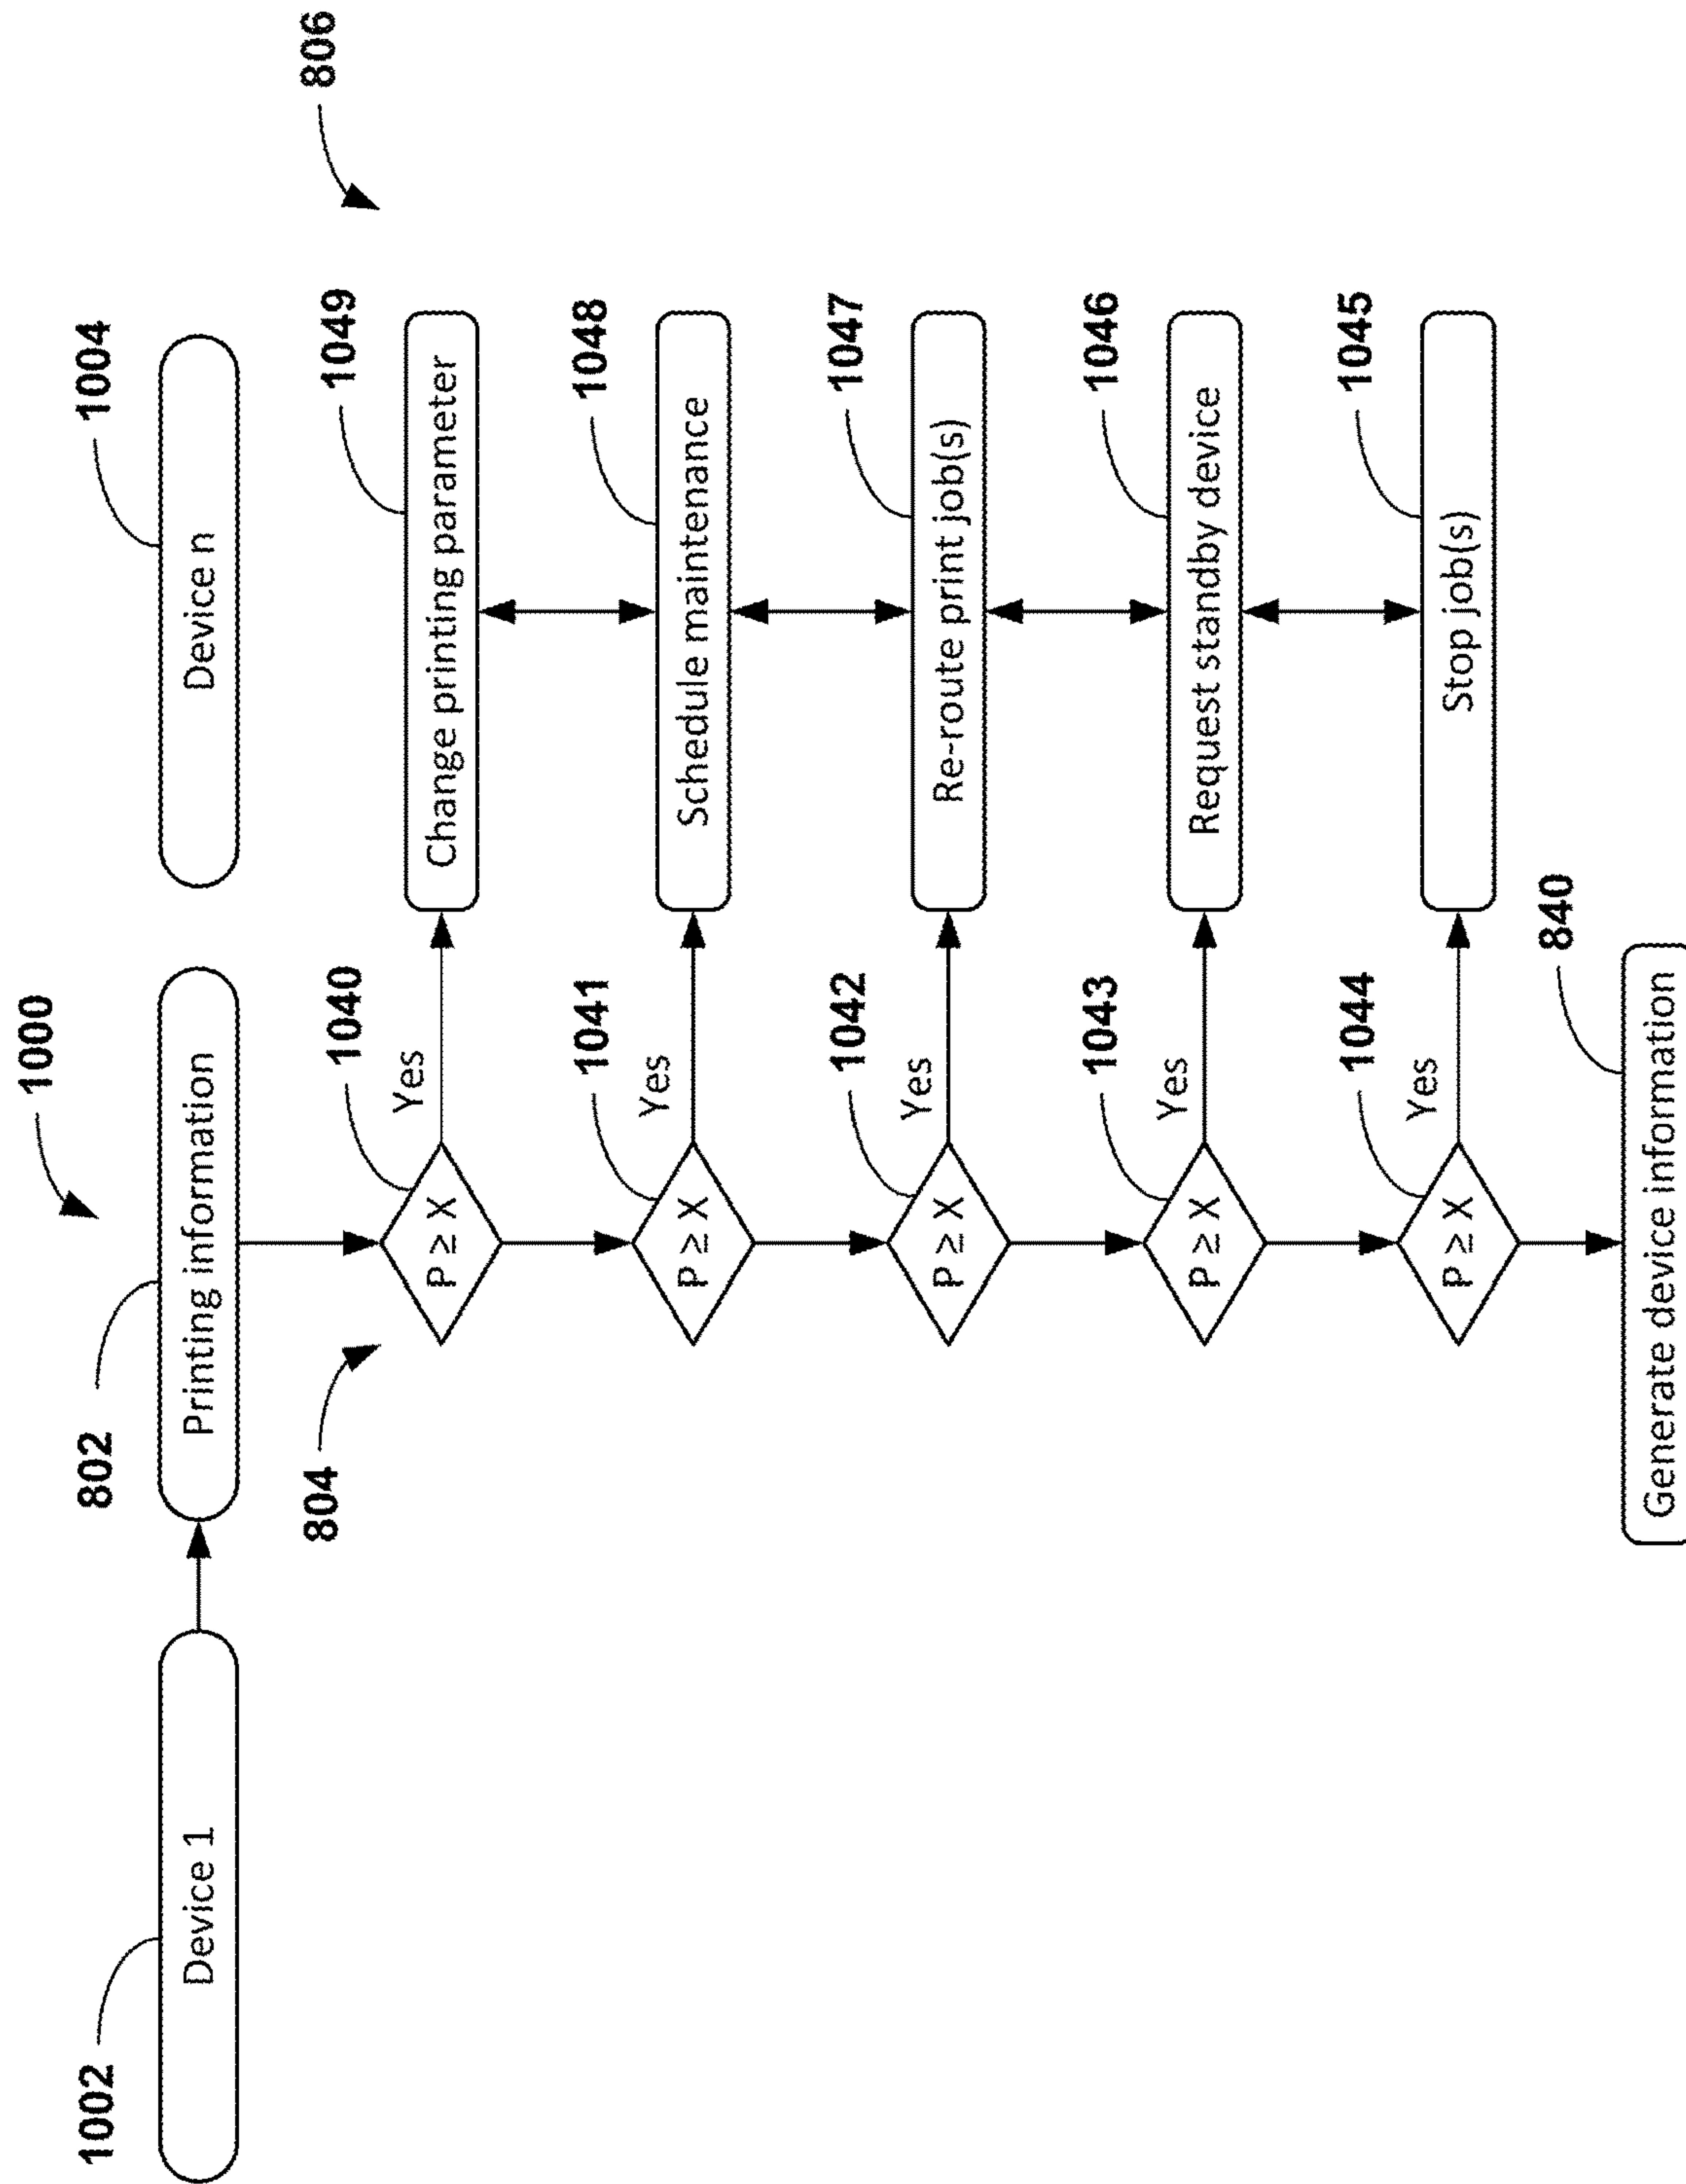 1000
806
1002
802
1004
Device 1
Printing information
Device n
804
1040
1049
P ≥ X
Yes
Change printing parameter
1041
1048
P ≥ X
Yes
Schedule maintenance
1042
1047
P ≥ X
Yes
Re-route print job(s)
1043
1046
P ≥ X
Yes
Request standby device
1044
1045
P ≥ X
Yes
Stop job(s)
840
Generate device information